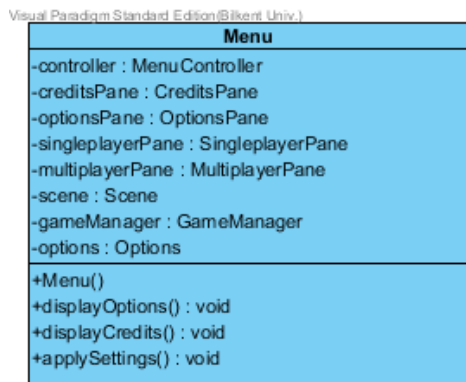 Visual Paradigm Standard Edition(Bilkent Univ.)
Menu
-controller : MenuController
-creditsPane : CreditsPane
-optionsPane : OptionsPane
-singleplayerPane : SingleplayerPane
-multiplayerPane : MultiplayerPane
-scene : Scene
-gameManager : GameManager
-options : Options
+Menu()
+displayOptions() : void
+displayCredits() : void
+applySettings() : void